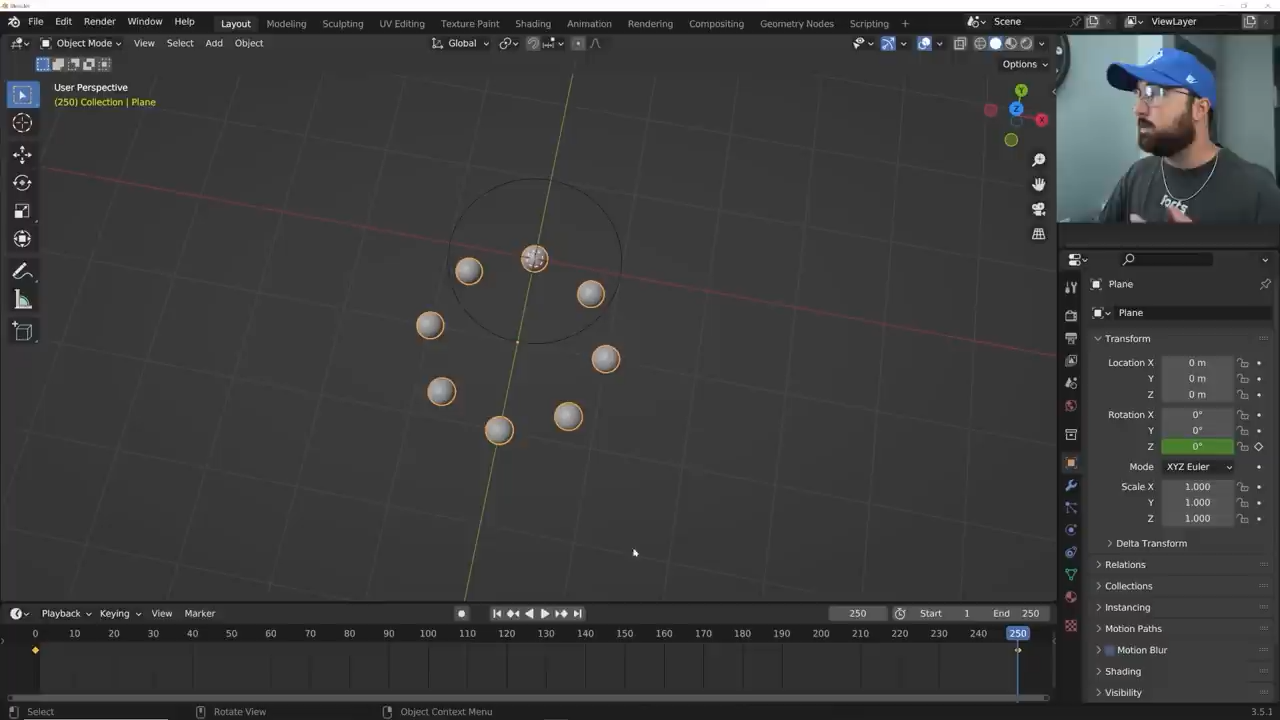 File Edit Render Window Help Layout Modeling Sculpting UV Editing Texture Paint Shading Animation Rendering Compositing Geometry Nodes Scripting + Scene ViewLayer
Object Mode View Select Add Object Global
Options
User Perspective
(250) Collection | Plane
Y
Z
X
forts
Plane
Plane
Transform
Location X 0 m
Y 0 m
Z 0 m
Rotation X 0°
Y 0°
Z 0°
Mode XYZ Euler
Scale X 1.000
Y 1.000
Z 1.000
Delta Transform
Relations
Collections
Instancing
Motion Paths
Motion Blur
Shading
Visibility
Playback Keying View Marker 250 Start 1 End 250
0 10 20 30 40 50 60 70 80 90 100 110 120 130 140 150 160 170 180 190 200 210 220 230 240 250
Select Rotate View Object Context Menu 3.5.1